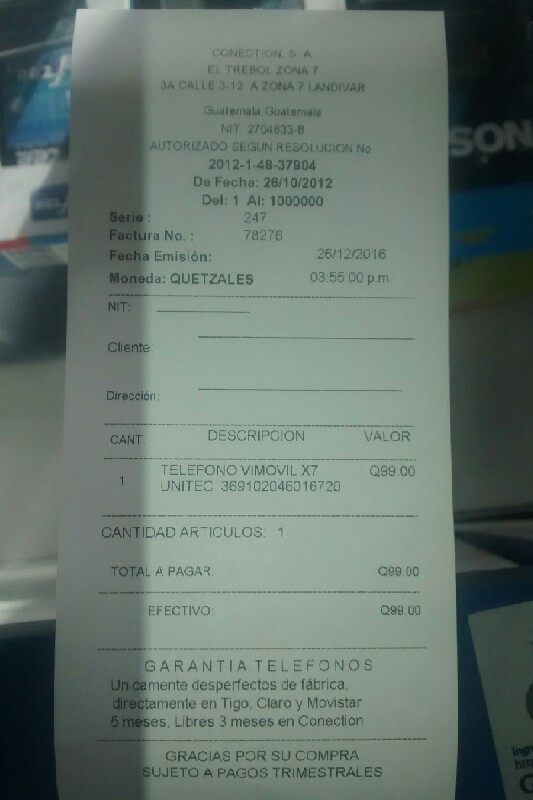 CONECTION, S. A.
EL TREBOL ZONA 7
3A CALLE 3-12 A ZONA 7 LANDIVAR
Guatemala, Guatemala
NIT: 2704633-8
AUTORIZADO SEGUN RESOLUCION No
2012-1-48-37904
De Fecha: 26/10/2012
Del: 1 Al: 1000000
Serie : 247
Factura No. : 78276
Fecha Emisión: 26/12/2016
Moneda: QUETZALES 03:55:00 p.m
NIT:
Cliente
Dirección:
CANT. DESCRIPCION VALOR
1 TELEFONO VIMOVIL X7 Q99.00
UNITEC 369102046016720
CANTIDAD ARTICULOS: 1
TOTAL A PAGAR: Q99.00
EFECTIVO: Q99.00
GARANTIA TELEFONOS
Unicamente desperfectos de fábrica,
directamente en Tigo, Claro y Movistar
5 meses, Libres 3 meses en Conection
GRACIAS POR SU COMPRA
SUJETO A PAGOS TRIMESTRALES
SON